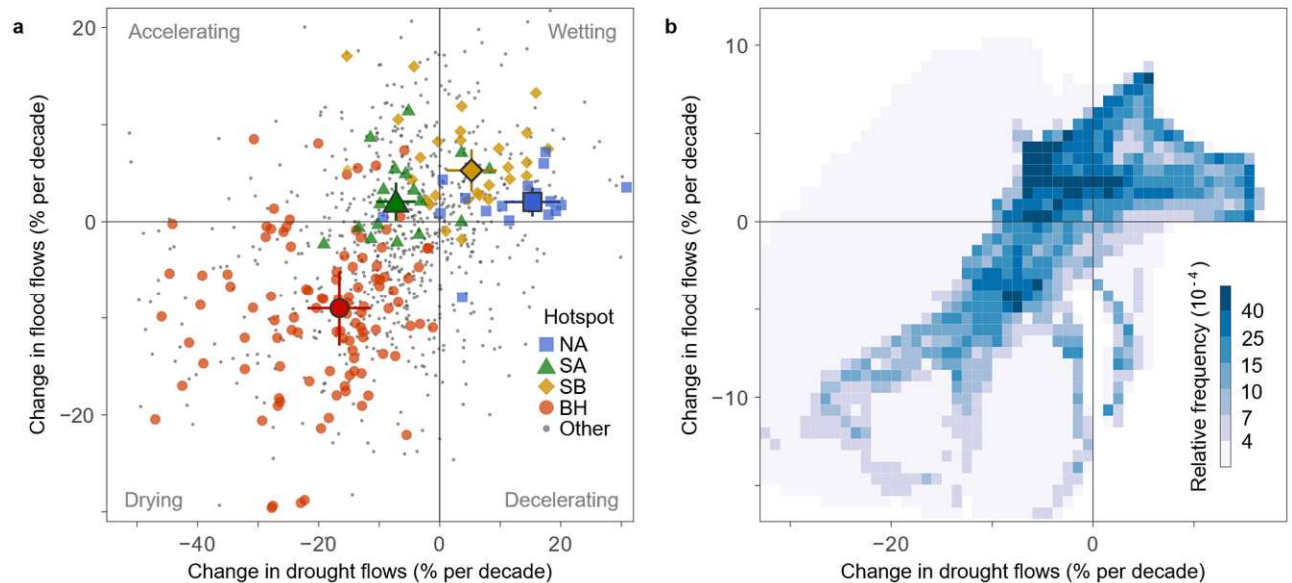 a
Accelerating
Wetting
Drying
Decelerating
20
0
−20
−40
−20
0
20
Change in flood flows (% per decade)
Change in drought flows (% per decade)
Hotspot
NA
SA
SB
BH
Other
b
10
0
−10
−20
0
Change in flood flows (% per decade)
Change in drought flows (% per decade)
Relative frequency (10⁻⁴)
40
25
15
10
7
4